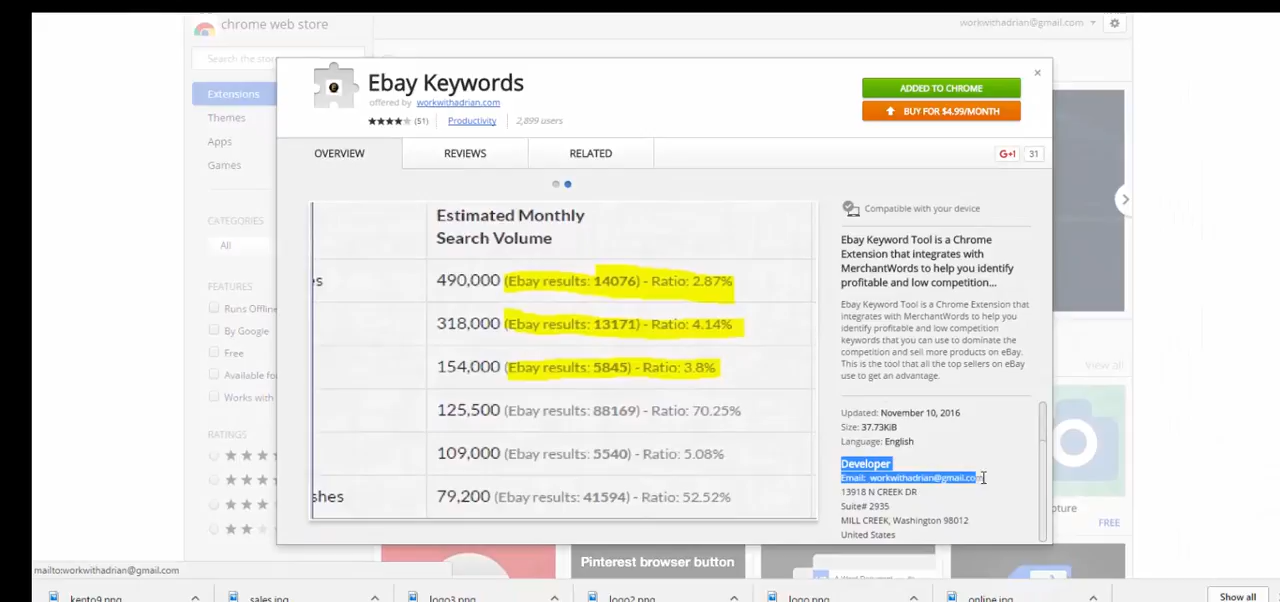 chrome web store
workwithadrian@gmail.com
Search the stor
Extensions
Themes
Apps
Games
CATEGORIES
All
FEATURES
Runs Offline
By Google
Free
Available fo
Works with
RATINGS
Ebay Keywords
offered by workwithadrian.com
(51) Productivity 2,899 users
ADDED TO CHROME
BUY FOR $4.99/MONTH
OVERVIEW REVIEWS RELATED
G+1 31
Estimated Monthly
Search Volume
es 490,000 (Ebay results: 14076) - Ratio: 2.87%
318,000 (Ebay results: 13171) - Ratio: 4.14%
154,000 (Ebay results: 5845) - Ratio: 3.8%
125,500 (Ebay results: 88169) - Ratio: 70.25%
109,000 (Ebay results: 5540) - Ratio: 5.08%
shes 79,200 (Ebay results: 41594) - Ratio: 52.52%
Compatible with your device
Ebay Keyword Tool is a Chrome
Extension that integrates with
MerchantWords to help you identify
profitable and low competition...
Ebay Keyword Tool is a Chrome Extension that
integrates with MerchantWords to help you
identify profitable and low competition
keywords that you can use to dominate the
competition and sell more products on eBay.
This is the tool that all the top sellers on eBay
use to get an advantage.
Updated: November 10, 2016
Size: 37.73KiB
Language: English
Developer
Email: workwithadrian@gmail.com
13918 N CREEK DR
Suite# 2935
MILL CREEK, Washington 98012
United States
View all
pture
FREE
Pinterest browser button
mailto:workwithadrian@gmail.com
kento9.png
sales.jpg
logo3.png
logo2.png
logo.png
online.jpg
Show all